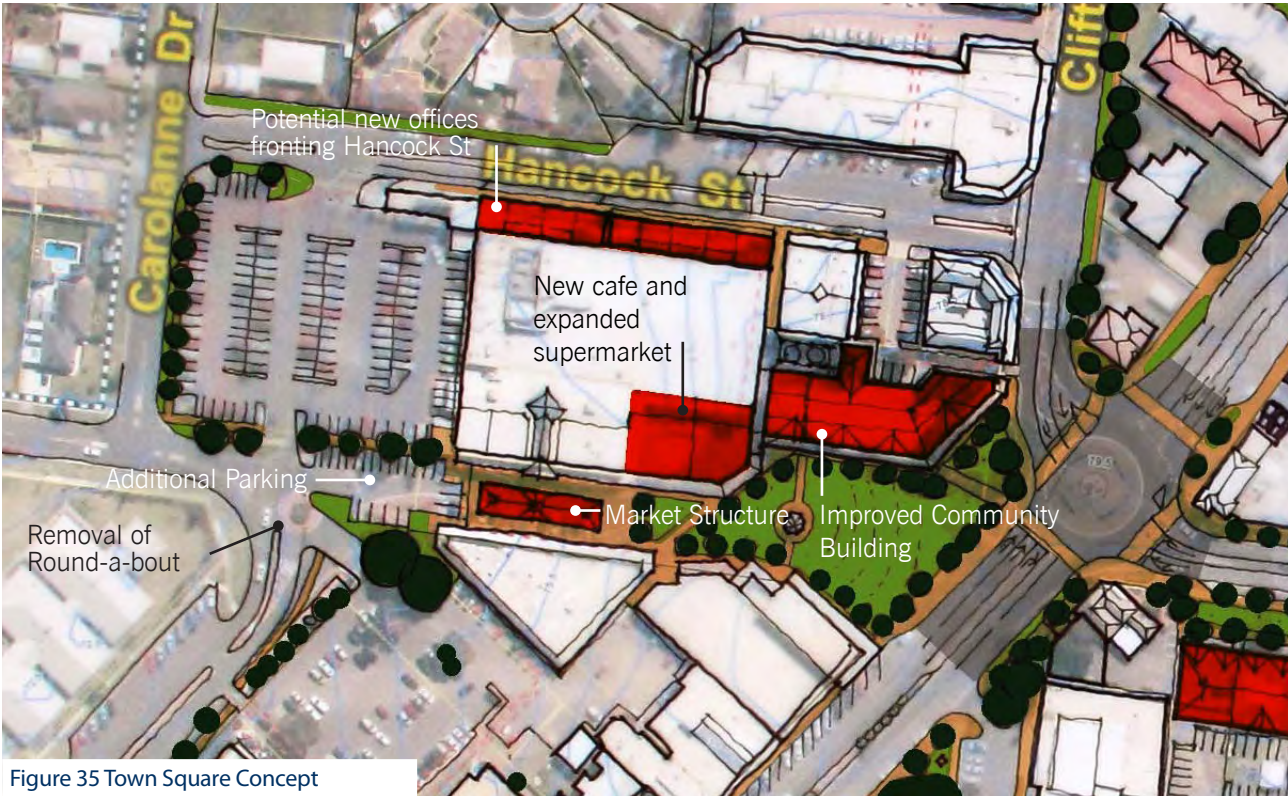 Carolanne Dr
Potential new offices
fronting Hancock St
Hancock St
Clift
New cafe and
expanded
supermarket
Additional Parking
Market Structure
Improved Community
Building
Removal of
Round-a-bout
Figure 35 Town Square Concept